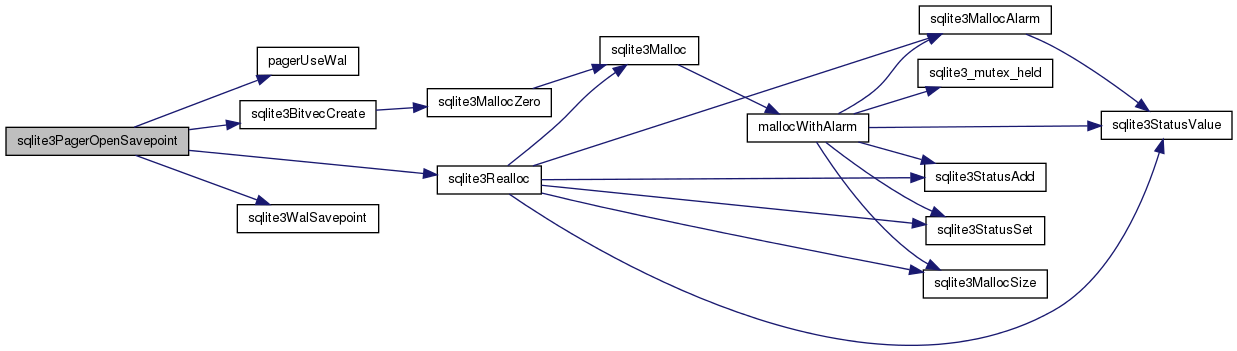 sqlite3PagerOpenSavepoint
pagerUseWal
sqlite3BitvecCreate
sqlite3WalSavepoint
sqlite3MallocZero
sqlite3Realloc
sqlite3Malloc
mallocWithAlarm
sqlite3MallocAlarm
sqlite3_mutex_held
sqlite3StatusAdd
sqlite3StatusSet
sqlite3MallocSize
sqlite3StatusValue